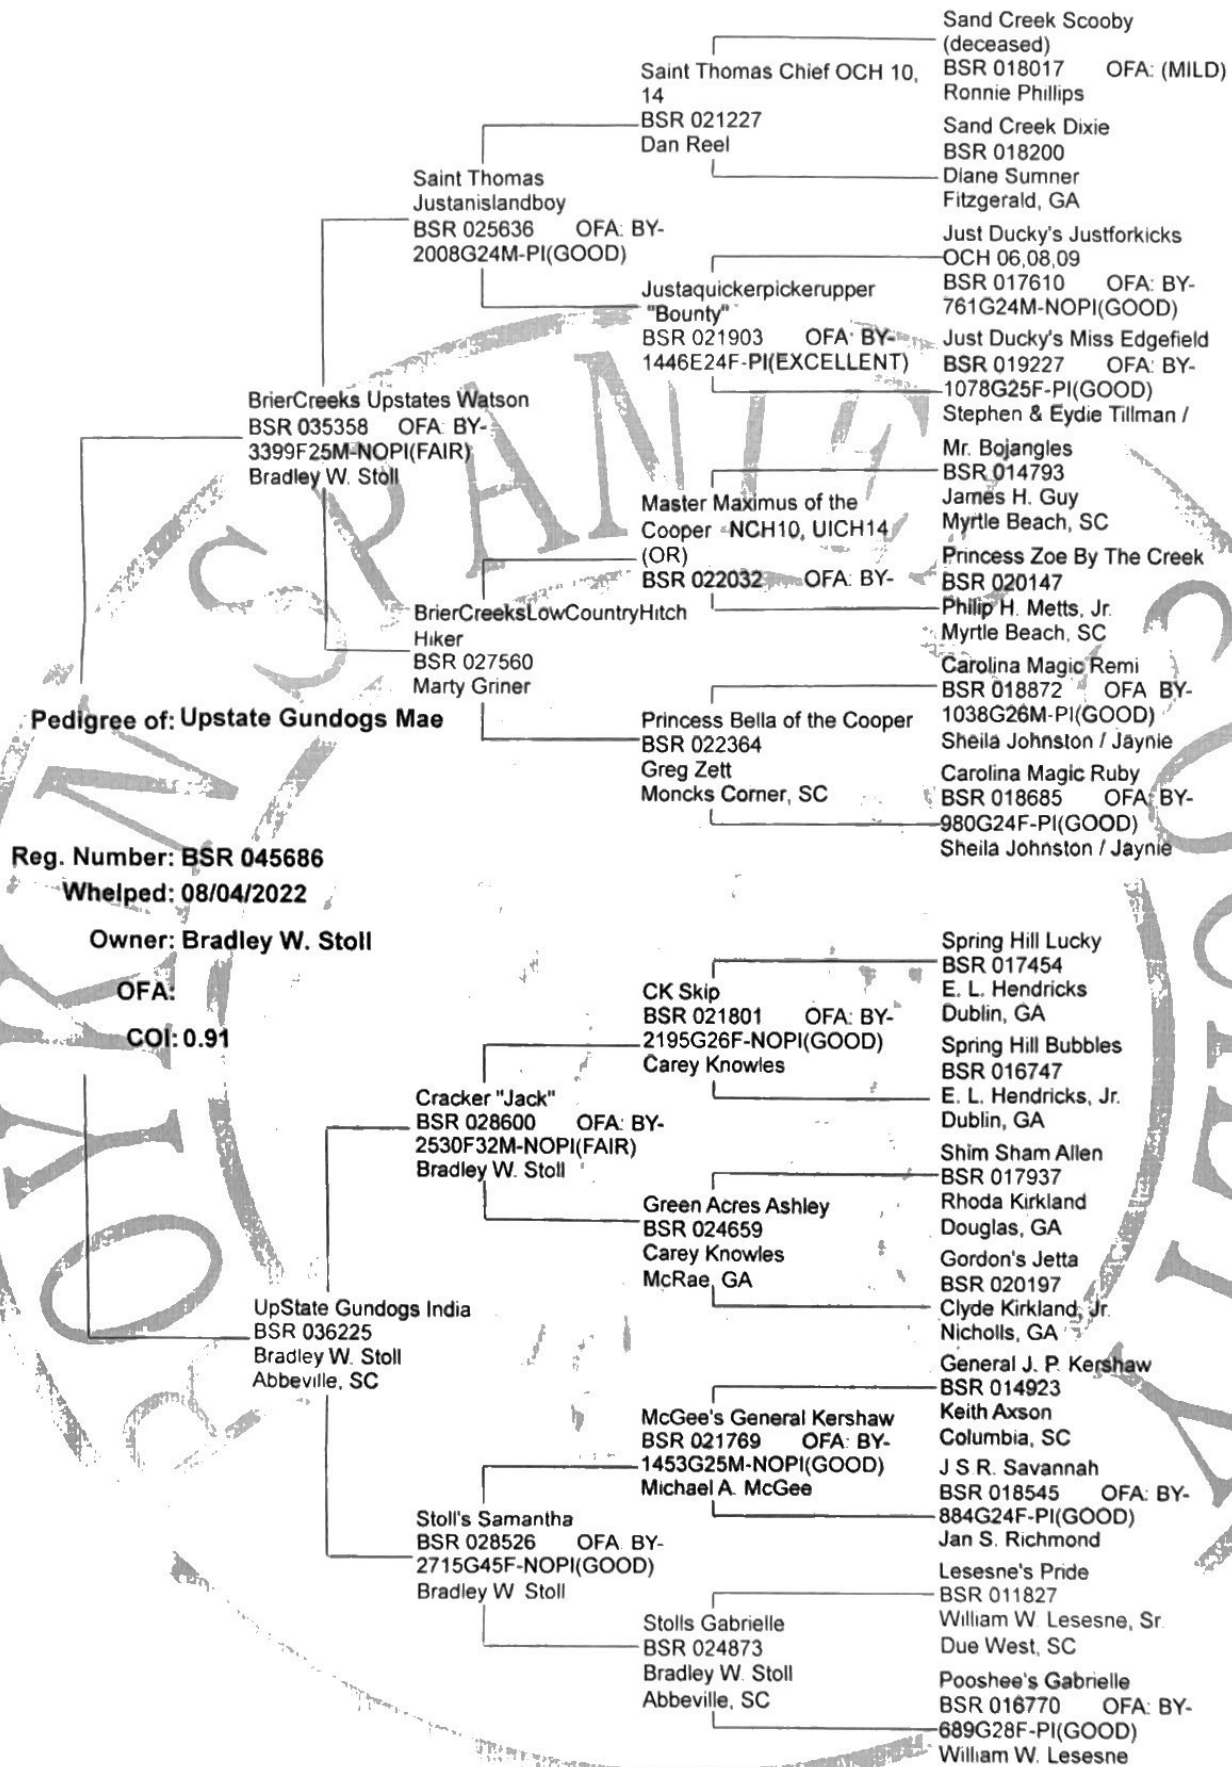 Sand Creek Scooby
(deceased)
BSR 018017 OFA: (MILD)
Ronnie Phillips
Saint Thomas Chief OCH 10,
14
BSR 021227
Dan Reel
Sand Creek Dixie
BSR 018200
Diane Sumner
Fitzgerald, GA
Saint Thomas
Justanislandboy
BSR 025636 OFA: BY-
2008G24M-PI(GOOD)
Just Ducky's Justforkicks
OCH 06,08,09
BSR 017610 OFA: BY-
761G24M-NOPI(GOOD)
Justaquickerpickerupper
"Bounty"
BSR 021903 OFA: BY-
1446E24F-PI(EXCELLENT)
Just Ducky's Miss Edgefield
BSR 019227 OFA: BY-
1078G25F-PI(GOOD)
Stephen & Eydie Tillman /
BrierCreeks Upstates Watson
BSR 035358 OFA: BY-
3399F25M-NOPI(FAIR)
Bradley W. Stoll
Mr. Bojangles
BSR 014793
James H. Guy
Myrtle Beach, SC
Master Maximus of the
Cooper -NCH10, UICH14
(OR)
BSR 022032 OFA: BY-
Princess Zoe By The Creek
BSR 020147
Philip H. Metts, Jr.
Myrtle Beach, SC
BrierCreeksLowCountryHitch
Hiker
BSR 027560
Marty Griner
Carolina Magic Remi
BSR 018872 OFA BY-
1038G26M-PI(GOOD)
Sheila Johnston / Jaynie
Princess Bella of the Cooper
BSR 022364
Greg Zett
Moncks Corner, SC
Carolina Magic Ruby
BSR 018685 OFA: BY-
980G24F-PI(GOOD)
Sheila Johnston / Jaynie
Pedigree of: Upstate Gundogs Mae
Reg. Number: BSR 045686
Whelped: 08/04/2022
Owner: Bradley W. Stoll
OFA:
COI: 0.91
Spring Hill Lucky
BSR 017454
E. L. Hendricks
Dublin, GA
CK Skip
BSR 021801 OFA: BY-
2195G26F-NOPI(GOOD)
Carey Knowles
Spring Hill Bubbles
BSR 016747
E. L. Hendricks, Jr.
Dublin, GA
Cracker "Jack"
BSR 028600 OFA: BY-
2530F32M-NOPI(FAIR)
Bradley W. Stoll
Shim Sham Allen
BSR 017937
Rhoda Kirkland
Douglas, GA
Green Acres Ashley
BSR 024659
Carey Knowles
McRae, GA
Gordon's Jetta
BSR 020197
Clyde Kirkland, Jr.
Nicholls, GA
UpState Gundogs India
BSR 036225
Bradley W. Stoll
Abbeville, SC
General J. P. Kershaw
BSR 014923
Keith Axson
Columbia, SC
McGee's General Kershaw
BSR 021769 OFA: BY-
1453G25M-NOPI(GOOD)
Michael A. McGee
J S.R. Savannah
BSR 018545 OFA: BY-
884G24F-PI(GOOD)
Jan S. Richmond
Stoll's Samantha
BSR 028526 OFA BY-
2715G45F-NOPI(GOOD)
Bradley W Stoll
Lesesne's Pride
BSR 011827
William W. Lesesne, Sr.
Due West, SC
Stolls Gabrielle
BSR 024873
Bradley W. Stoll
Abbeville, SC
Pooshee's Gabrielle
BSR 016770 OFA: BY-
689G28F-PI(GOOD)
William W. Lesesne
BOYKIN SPANIEL SOCIETY